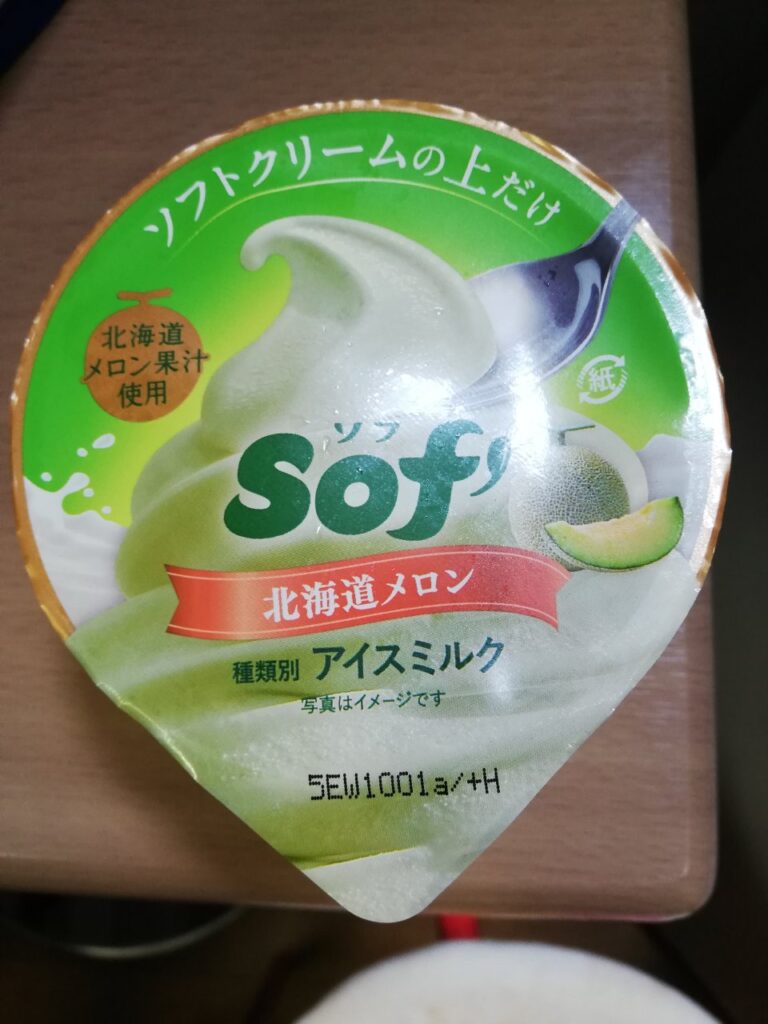 ソフトクリームの上だけ
北海道
メロン果汁
使用
紙
ソフ
Sof'
北海道メロン
種類別 アイスミルク
写真はイメージです
5EW1001a/+H